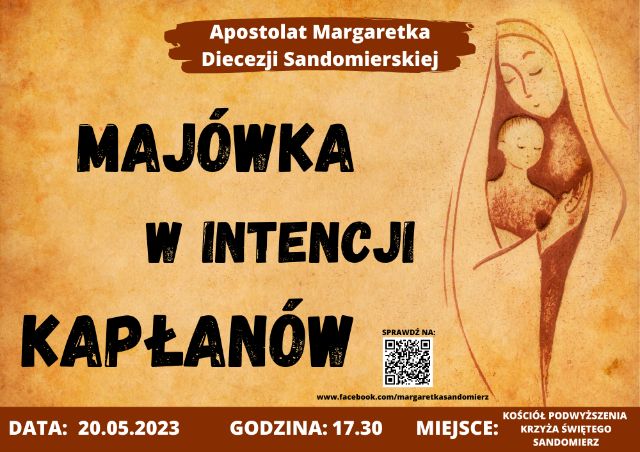 Apostolat Margaretka
Diecezji Sandomierskiej
MAJÓWKA
W INTENCJI
KAPŁANÓW
SPRAWDŹ NA:
www.facebook.com/margaretkasandomierz
DATA: 20.05.2023 GODZINA: 17.30 MIEJSCE:
KOŚCIÓŁ PODWYŻSZENIA
KRZYŻA ŚWIĘTEGO
SANDOMIERZ